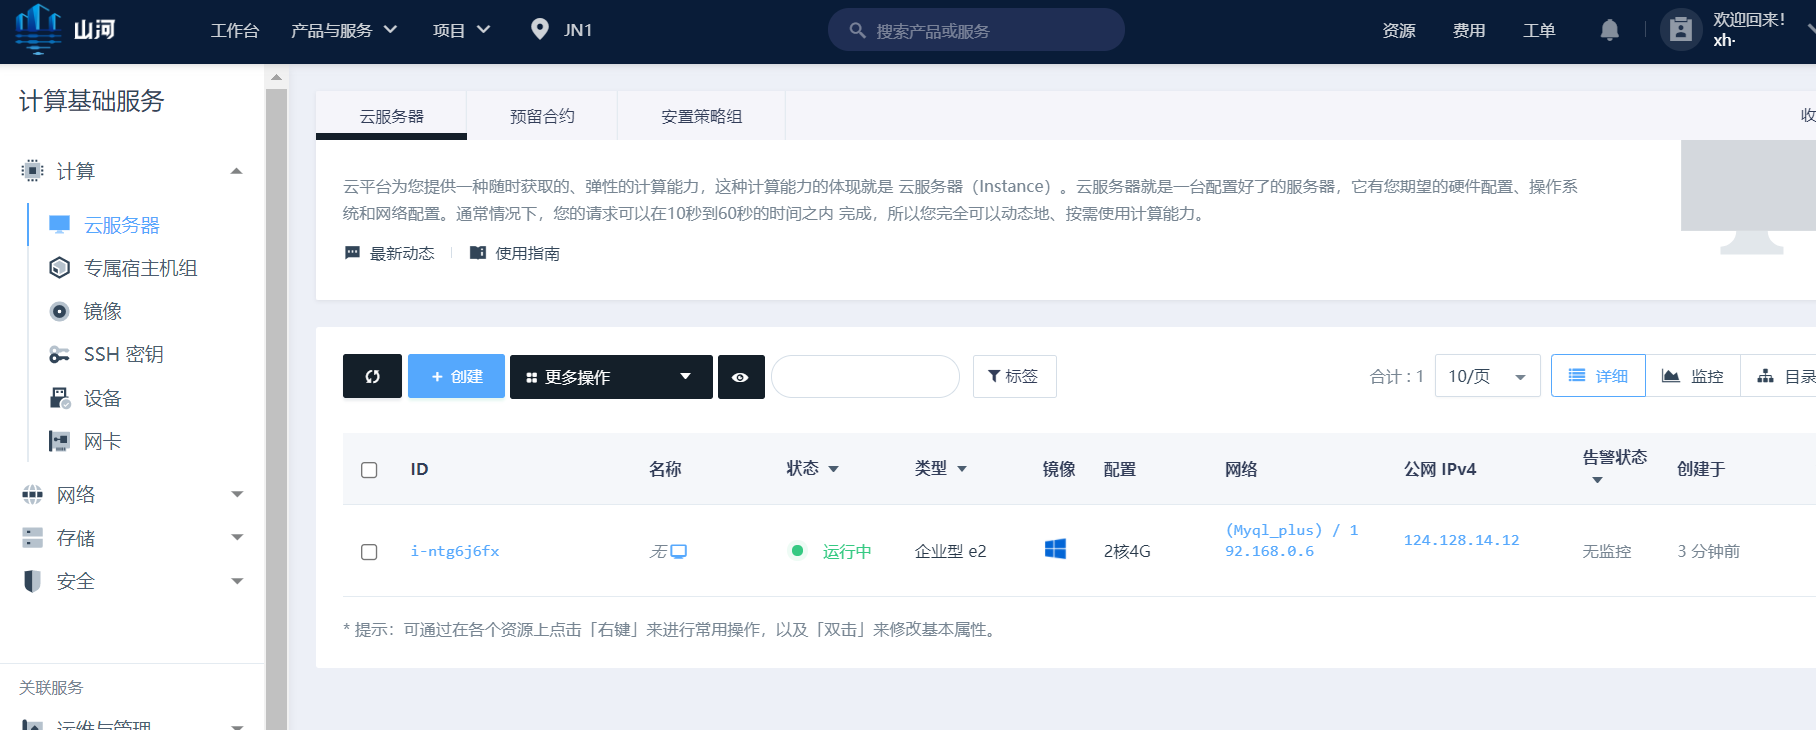 山河
工作台
产品与服务
项目
JN1
搜索产品或服务
资源
费用
工单
欢迎回来!
xh·
计算基础服务
计算
云服务器
专属宿主机组
镜像
SSH 密钥
设备
网卡
网络
存储
安全
关联服务
运维与管理
云服务器
预留合约
安置策略组
收
云平台为您提供一种随时获取的、弹性的计算能力，这种计算能力的体现就是 云服务器（Instance）。云服务器就是一台配置好了的服务器，它有您期望的硬件配置、操作系
统和网络配置。通常情况下，您的请求可以在10秒到60秒的时间之内 完成，所以您完全可以动态地、按需使用计算能力。
最新动态
使用指南
+ 创建
更多操作
标签
合计 : 1
10/页
详细
监控
目录
ID
名称
状态
类型
镜像
配置
网络
公网 IPv4
告警状态
创建于
i-ntg6j6fx
无
运行中
企业型 e2
2核4G
(Myql_plus) / 1
92.168.0.6
124.128.14.12
无监控
3 分钟前
* 提示：可通过在各个资源上点击「右键」来进行常用操作，以及「双击」来修改基本属性。